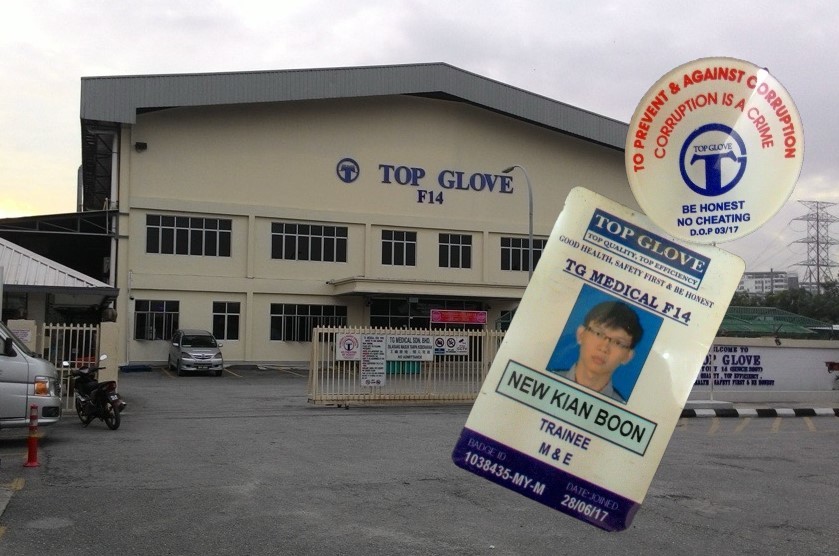 TOP GLOVE
F14
TO PREVENT & AGAINST CORRUPTION
CORRUPTION IS A CRIME
TOP GLOVE
BE HONEST
NO CHEATING
D.O.P 03/17
TOP GLOVE
TOP QUALITY, TOP EFFICIENCY
GOOD HEALTH, SAFETY FIRST & BE HONEST
TG MEDICAL F14
NEW KIAN BOON
TRAINEE
M & E
BADGE ID
1038435-MY-M
DATE JOINED
28/06/17
TG MEDICAL SDN. BHD.
TOP GLOVE